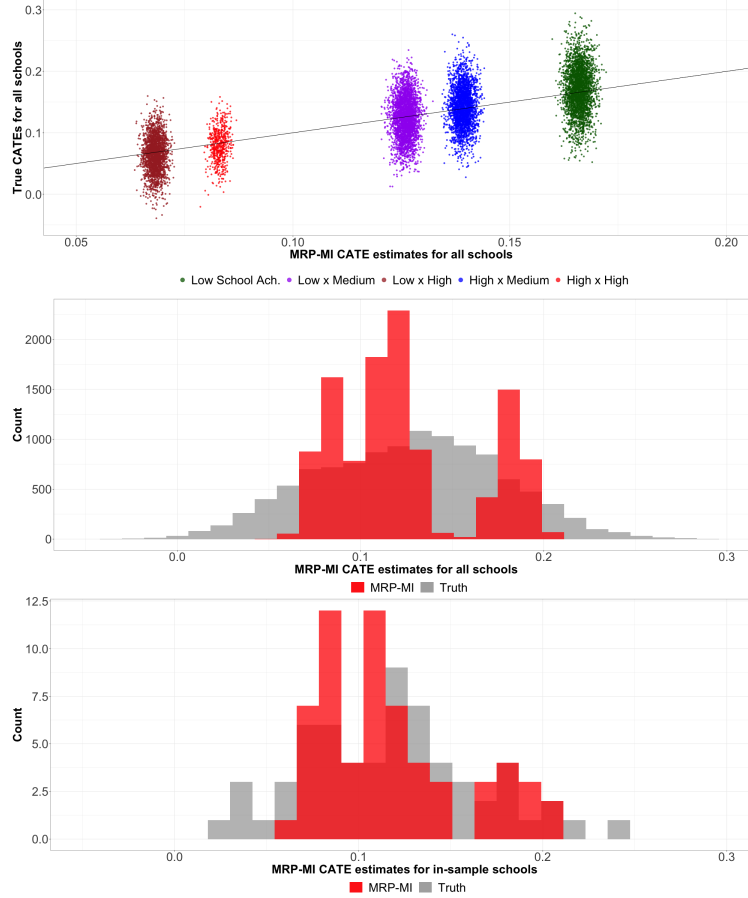 True CATEs for all schools
0.3
0.2
0.1
0.0
0.05 0.10 0.15 0.20
MRP-MI CATE estimates for all schools
Low School Ach. Low x Medium Low x High High x Medium High x High
Count
2000
1500
1000
500
0
0.0 0.1 0.2 0.3
MRP-MI CATE estimates for all schools
MRP-MI Truth
Count
12.5
10.0
7.5
5.0
2.5
0.0
0.0 0.1 0.2 0.3
MRP-MI CATE estimates for in-sample schools
MRP-MI Truth